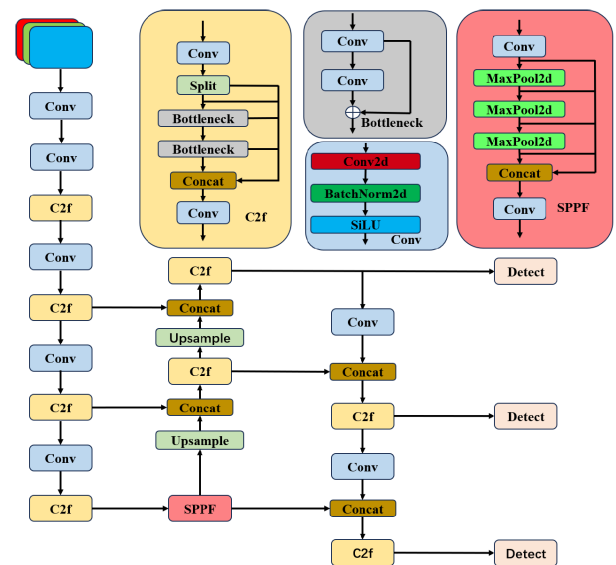 Conv
Conv
C2f
Conv
C2f
Conv
C2f
Conv
C2f
Conv
Split
Bottleneck
Bottleneck
Concat
Conv
C2f
Conv
Conv
Bottleneck
Conv2d
BatchNorm2d
SiLU
Conv
Conv
MaxPool2d
MaxPool2d
MaxPool2d
Concat
Conv
SPPF
C2f
Concat
Upsample
C2f
Concat
Upsample
SPPF
Conv
Concat
C2f
Conv
Concat
C2f
Detect
Detect
Detect